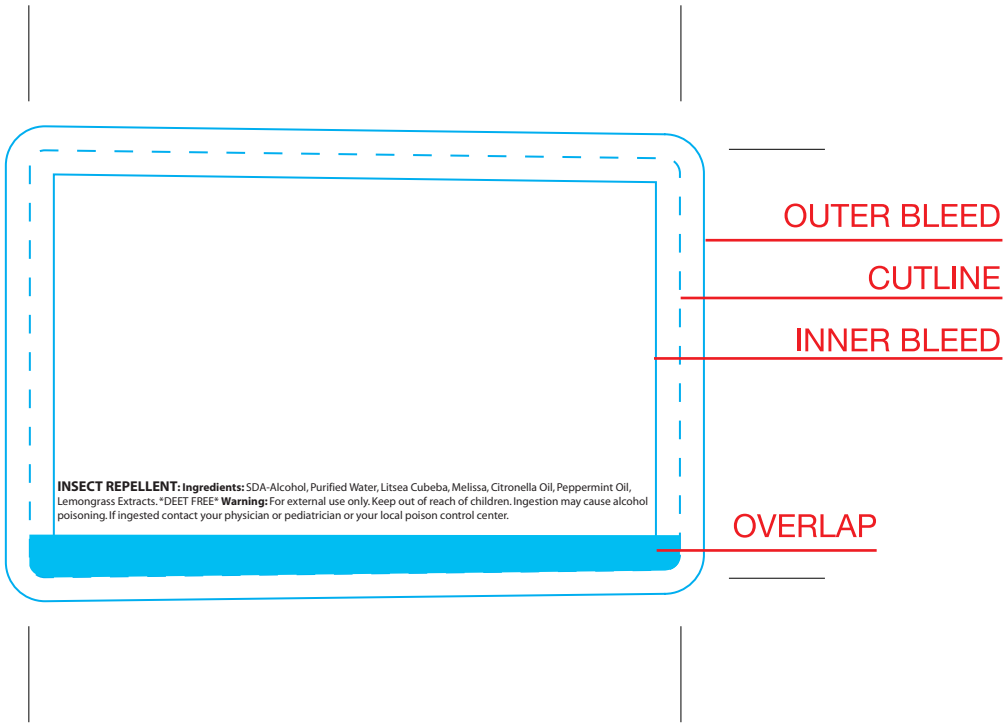 OUTER BLEED
CUTLINE
INNER BLEED
INSECT REPELLENT: Ingredients: SDA-Alcohol, Purified Water, Litsea Cubeba, Melissa, Citronella Oil, Peppermint Oil,
Lemongrass Extracts. *DEET FREE* Warning: For external use only. Keep out of reach of children. Ingestion may cause alcohol
poisoning. If ingested contact your physician or pediatrician or your local poison control center.
OVERLAP